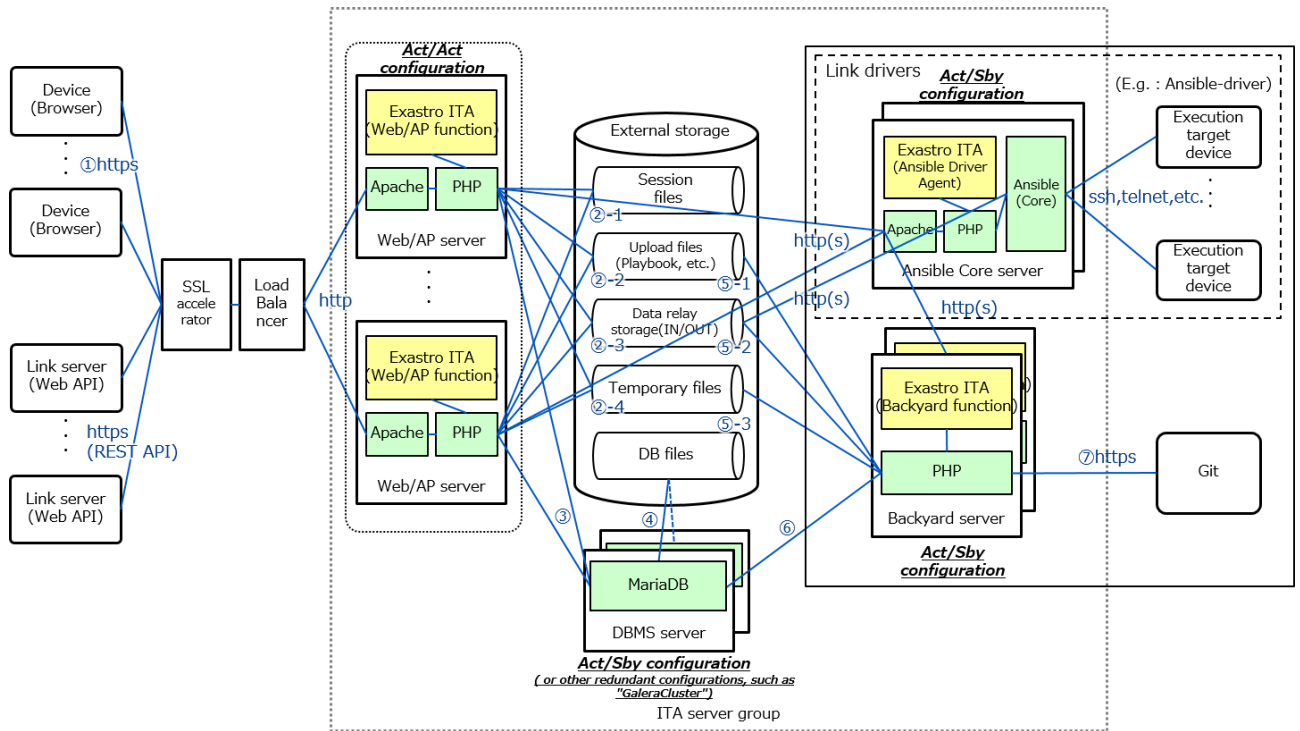 Device
(Browser)
①https
Device
(Browser)
Link server
(Web API)
https
(REST API)
Link server
(Web API)
SSL
accele
rator
Load
Bala
ncer
http
Act/Act
configuration
Exastro ITA
(Web/AP function)
Apache
PHP
Web/AP server
Exastro ITA
(Web/AP function)
Apache
PHP
Web/AP server
External storage
Session
files
②-1
Upload files
(Playbook, etc.)
②-2
⑤-1
Data relay
storage(IN/OUT)
②-3
⑤-2
Temporary files
②-4
⑤-3
DB files
③
④
⑥
MariaDB
DBMS server
Act/Sby configuration
( or other redundant configurations, such as
"GaleraCluster")
ITA server group
Link drivers
Act/Sby
configuration
(E.g. : Ansible-driver)
Exastro ITA
(Ansible Driver
Agent)
Ansible
(Core)
Apache
PHP
Ansible Core server
http(s)
http(s)
http(s)
ssh,telnet,etc.
Execution
target
device
Execution
target
device
Exastro ITA
(Backyard function)
PHP
Backyard server
Act/Sby
configuration
⑦https
Git